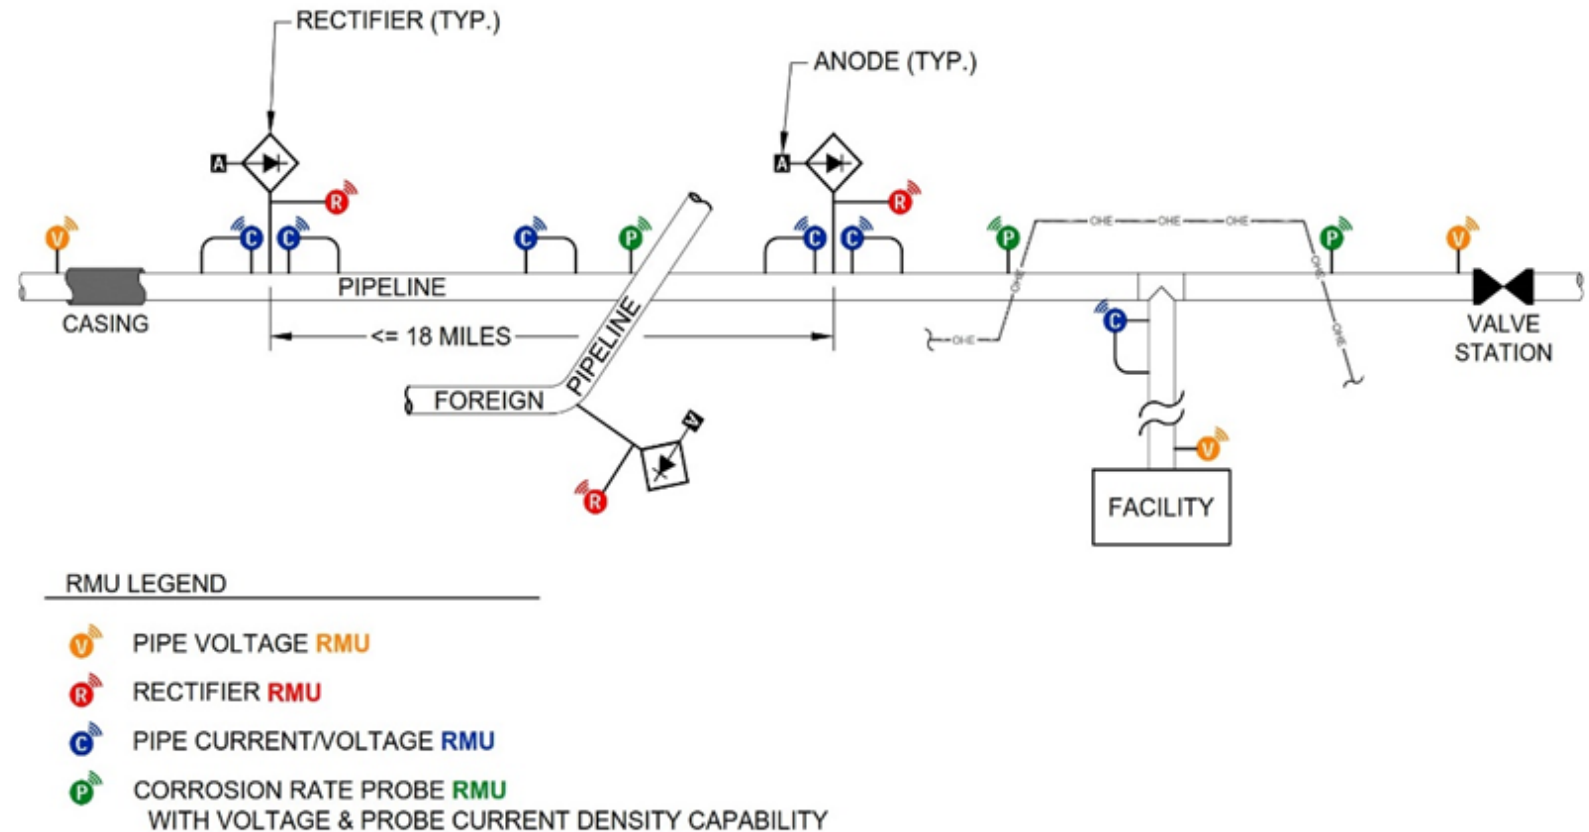 RECTIFIER (TYP.)
ANODE (TYP.)
A
A
R
R
V
C
C
C
P
C
C
P
OHE
OHE
OHE
P
V
OHE
OHE
PIPELINE
CASING
<= 18 MILES
PIPELINE
FOREIGN
C
OHE
OHE
VALVE
STATION
A
R
V
FACILITY
RMU LEGEND
V PIPE VOLTAGE RMU
R RECTIFIER RMU
C PIPE CURRENT/VOLTAGE RMU
P CORROSION RATE PROBE RMU
WITH VOLTAGE & PROBE CURRENT DENSITY CAPABILITY